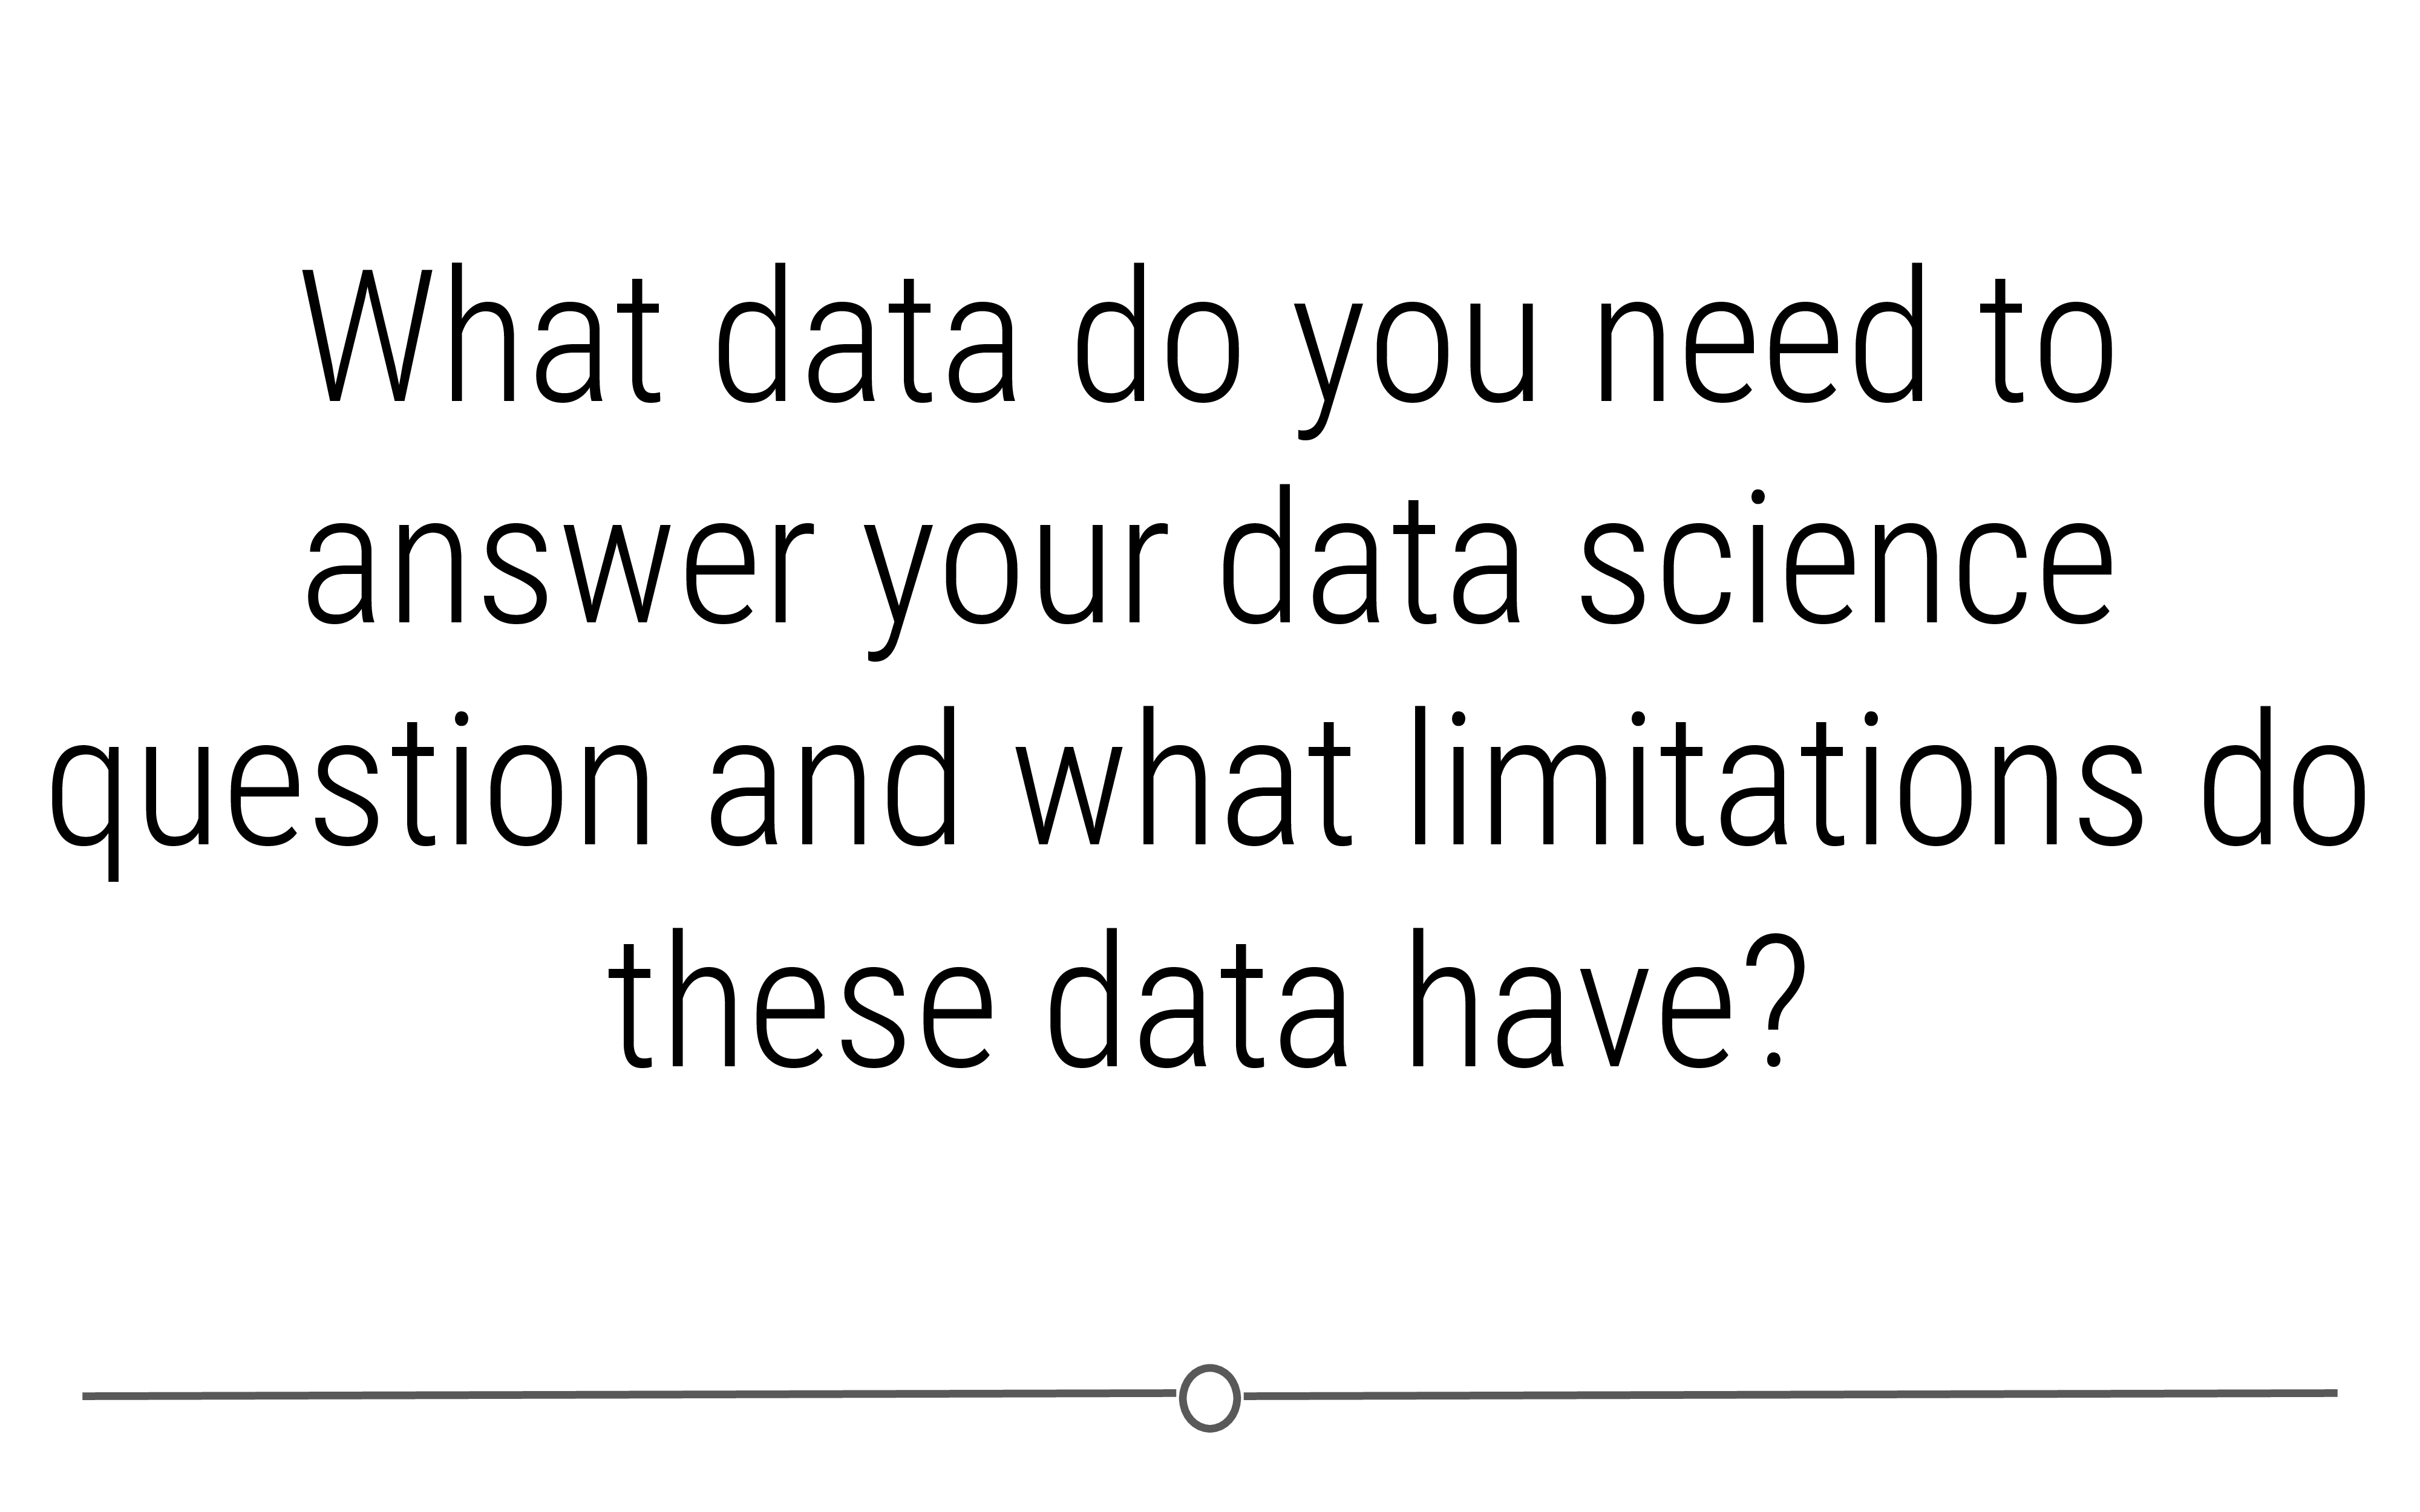 What data do you need to
answer your data science
question and what limitations do
these data have?